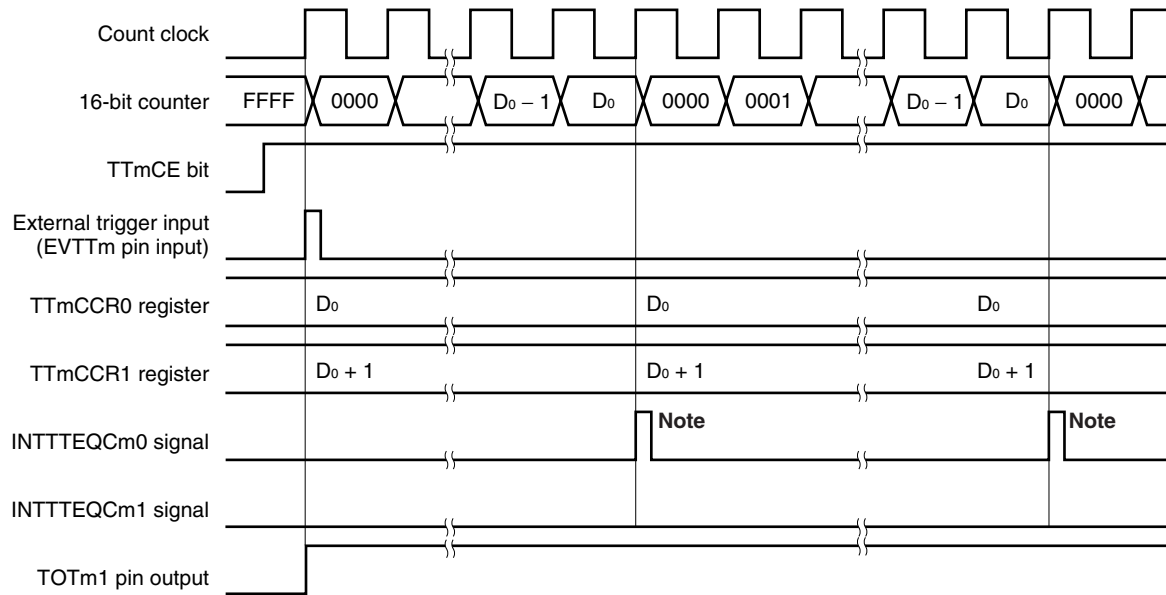 Count clock
16-bit counter FFFF 0000 D0 − 1 D0 0000 0001 D0 − 1 D0 0000
TTmCE bit
External trigger input
(EVTTm pin input)
TTmCCR0 register D0 D0 D0
TTmCCR1 register D0 + 1 D0 + 1 D0 + 1
INTTTEQCm0 signal Note Note
INTTTEQCm1 signal
TOTm1 pin output